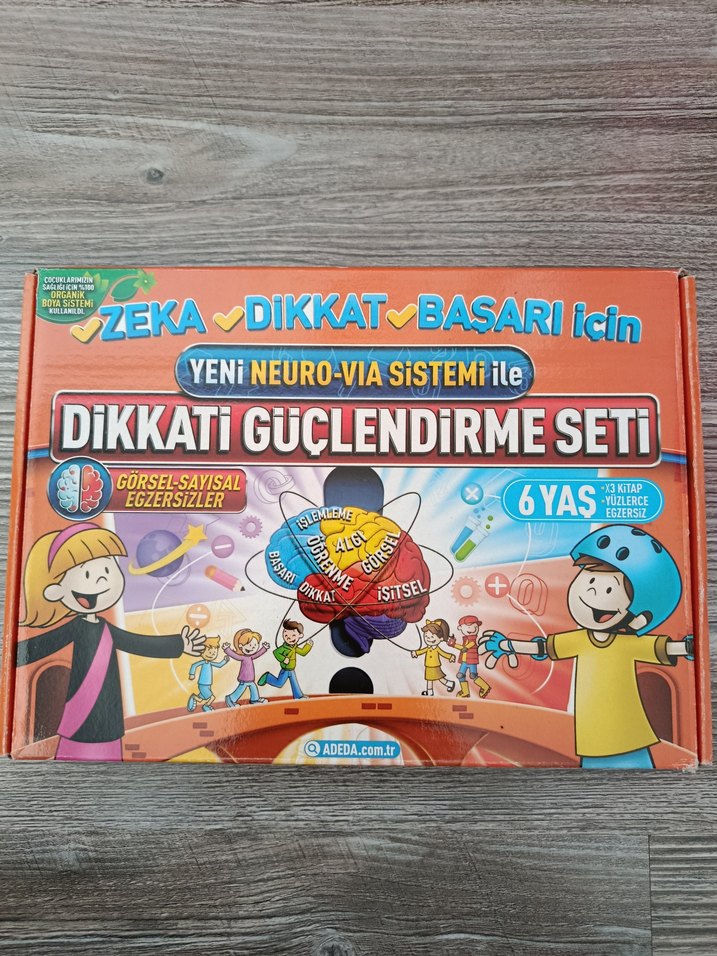 ÇOCUKLARIMIZIN
SAĞLIĞI İÇİN %100
ORGANİK
BOYA SİSTEMİ
KULLANILDI.
ZEKA DİKKAT BAŞARI için
YENİ NEURO-VIA SİSTEMİ ile
DİKKATİ GÜÇLENDİRME SETİ
GÖRSEL-SAYISAL
EGZERSİZLER
6 YAŞ
-X3 KİTAP
-YÜZLERCE
EGZERSİZ
İŞLEMLEME
ALGI
GÖRSEL
ÖĞRENME
BAŞARI
DİKKAT
İŞİTSEL
ADEDA.com.tr